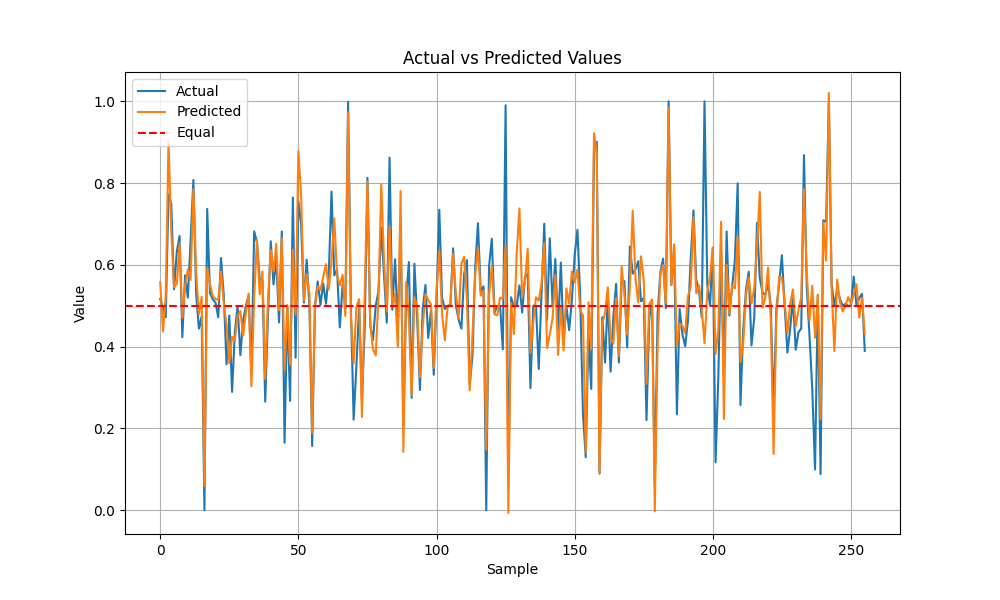 Actual vs Predicted Values
Actual
Predicted
Equal
Value
1.0
0.8
0.6
0.4
0.2
0.0
0 50 100 150 200 250
Sample